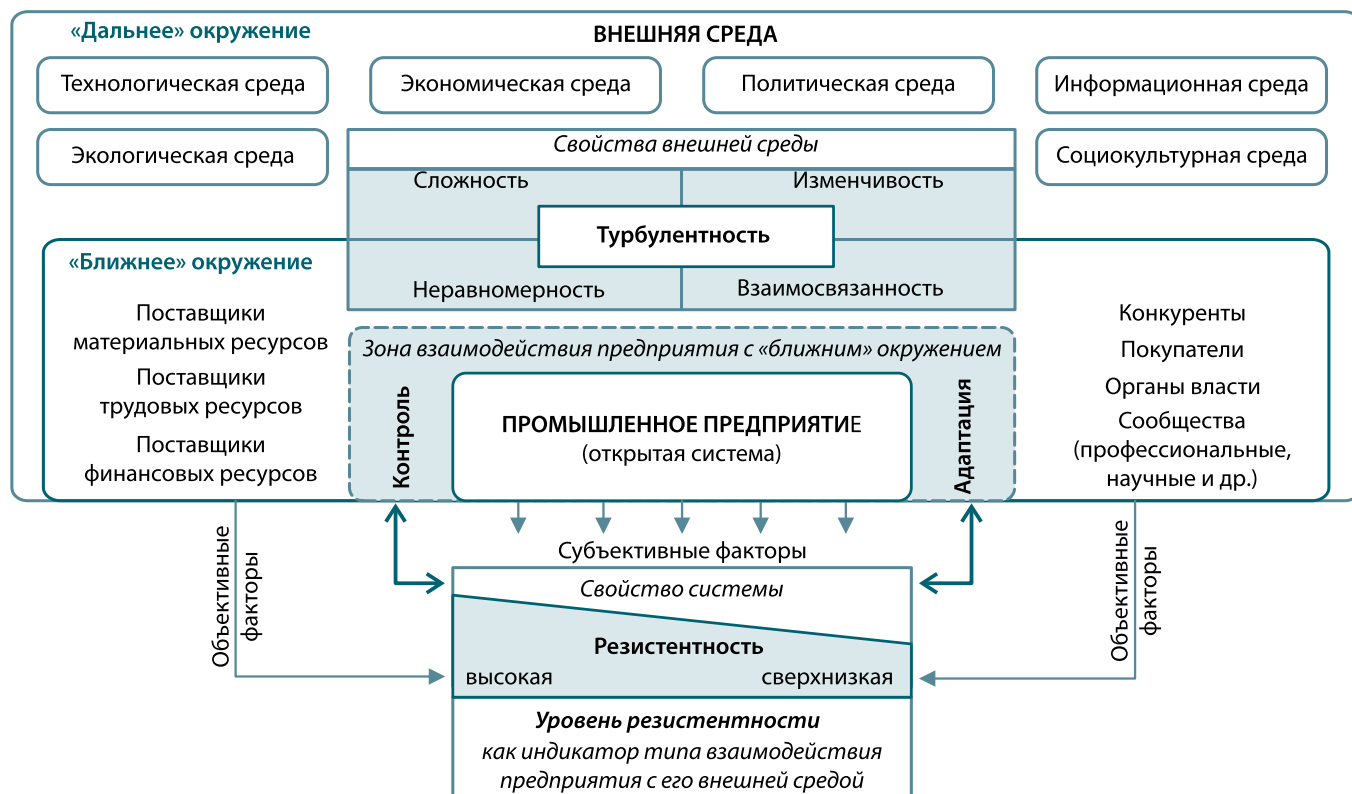 «Дальнее» окружение
ВНЕШНЯЯ СРЕДА
Технологическая среда
Экономическая среда
Политическая среда
Информационная среда
Экологическая среда
Социокультурная среда
Свойства внешней среды
Сложность
Изменчивость
Турбулентность
Неравномерность
Взаимосвязанность
«Ближнее» окружение
Поставщики
материальных ресурсов
Поставщики
трудовых ресурсов
Поставщики
финансовых ресурсов
Зона взаимодействия предприятия с «ближним» окружением
Контроль
ПРОМЫШЛЕННОЕ ПРЕДПРИЯТИЕ
(открытая система)
Адаптация
Конкуренты
Покупатели
Органы власти
Сообщества
(профессиональные,
научные и др.)
Объективные
факторы
Субъективные факторы
Объективные
факторы
Свойство системы
Резистентность
высокая
сверхнизкая
Уровень резистентности
как индикатор типа взаимодействия
предприятия с его внешней средой